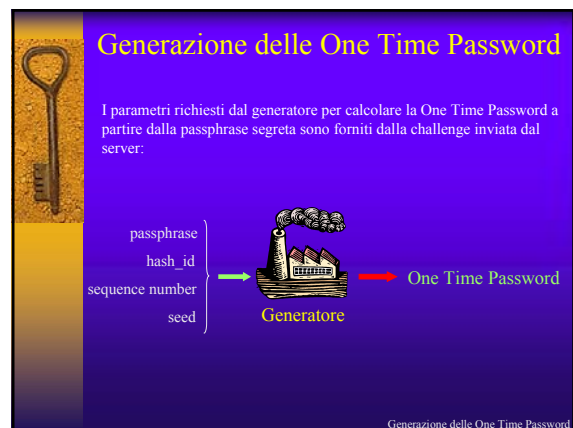 Generazione delle One Time Password
I parametri richiesti dal generatore per calcolare la One Time Password a
partire dalla passphrase segreta sono forniti dalla challenge inviata dal
server:
passphrase
hash_id
sequence number
seed
Generatore
One Time Password
Generazione delle One Time Password